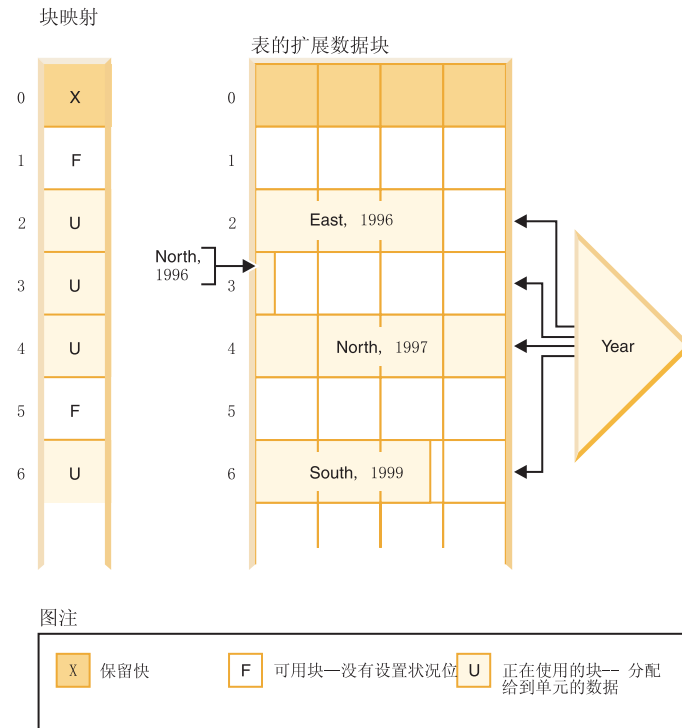 块映射
表的扩展数据块
0 X 0
1 F 1
2 U 2 East, 1996
North,
1996
3 U 3
4 U 4 North, 1997
Year
5 F 5
6 U 6 South, 1999
图注
X 保留快
F 可用块—没有设置状况位
U 正在使用的块-- 分配
给到单元的数据